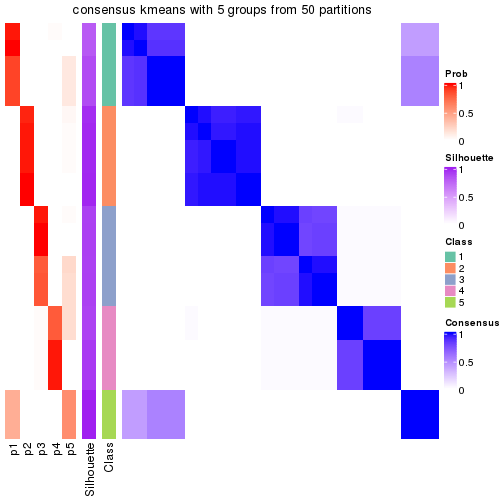 consensus kmeans with 5 groups from 50 partitions
Prob
1
0.5
0
Silhouette
1
0.5
0
Class
1
2
3
4
5
Consensus
1
0.5
0
p1
p2
p3
p4
p5
Silhouette
Class